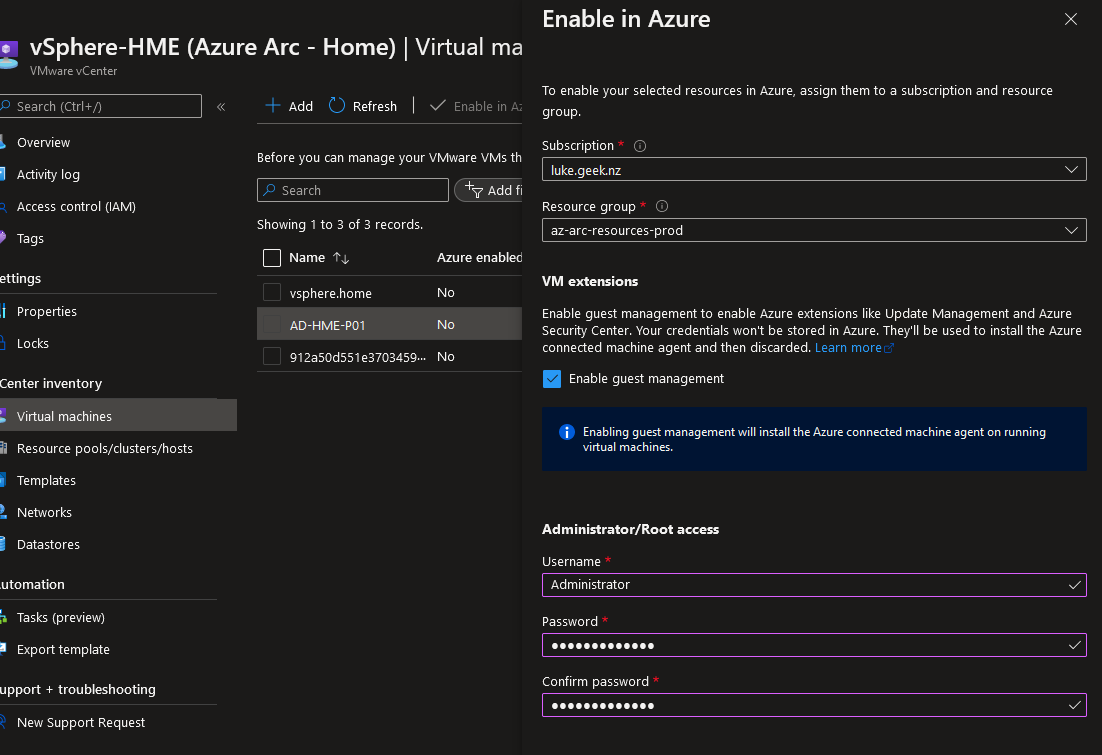 vSphere-HME (Azure Arc - Home) | Virtual ma
VMware vCenter
Search (Ctrl+/)
«
Overview
Activity log
Access control (IAM)
Tags
ettings
Properties
Locks
Center inventory
Virtual machines
Resource pools/clusters/hosts
Templates
Networks
Datastores
utomation
Tasks (preview)
Export template
upport + troubleshooting
New Support Request
Add
Refresh
Enable in Az
Before you can manage your VMware VMs th
Search
Add fi
Showing 1 to 3 of 3 records.
Name ↑↓ Azure enabled
vsphere.home No
AD-HME-P01 No
912a50d551e3703459... No
Enable in Azure
To enable your selected resources in Azure, assign them to a subscription and resource
group.
Subscription *
luke.geek.nz
Resource group *
az-arc-resources-prod
VM extensions
Enable guest management to enable Azure extensions like Update Management and Azure
Security Center. Your credentials won't be stored in Azure. They'll be used to install the Azure
connected machine agent and then discarded. Learn more
Enable guest management
Enabling guest management will install the Azure connected machine agent on running
virtual machines.
Administrator/Root access
Username *
Administrator
Password *
●●●●●●●●●●●●●
Confirm password *
●●●●●●●●●●●●●